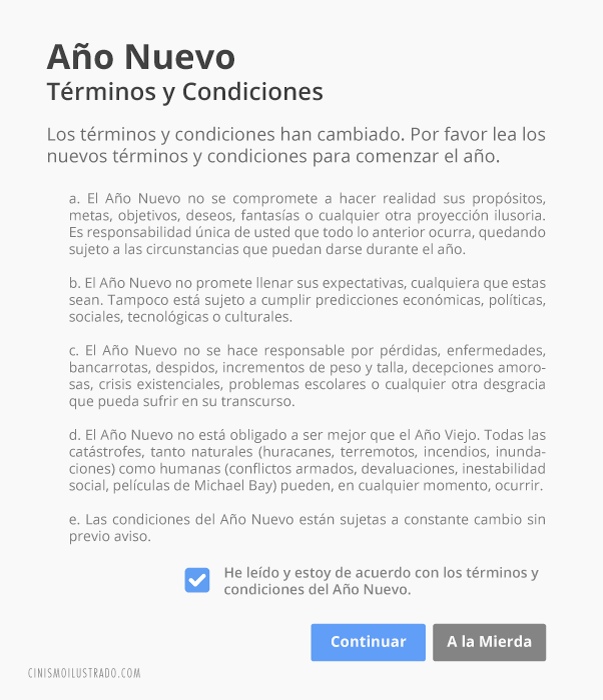 Año Nuevo
Términos y Condiciones
Los términos y condiciones han cambiado. Por favor lea los
nuevos términos y condiciones para comenzar el año.
a. El Año Nuevo no se compromete a hacer realidad sus propósitos,
metas, objetivos, deseos, fantasías o cualquier otra proyección ilusoria.
Es responsabilidad única de usted que todo lo anterior ocurra, quedando
sujeto a las circunstancias que puedan darse durante el año.
b. El Año Nuevo no promete llenar sus expectativas, cualquiera que estas
sean. Tampoco está sujeto a cumplir predicciones económicas, políticas,
sociales, tecnológicas o culturales.
c. El Año Nuevo no se hace responsable por pérdidas, enfermedades,
bancarrotas, despidos, incrementos de peso y talla, decepciones amoro-
sas, crisis existenciales, problemas escolares o cualquier otra desgracia
que pueda sufrir en su transcurso.
d. El Año Nuevo no está obligado a ser mejor que el Año Viejo. Todas las
catástrofes, tanto naturales (huracanes, terremotos, incendios, inunda-
ciones) como humanas (conflictos armados, devaluaciones, inestabilidad
social, películas de Michael Bay) pueden, en cualquier momento, ocurrir.
e. Las condiciones del Año Nuevo están sujetas a constante cambio sin
previo aviso.
He leído y estoy de acuerdo con los términos y
condiciones del Año Nuevo.
Continuar
A la Mierda
CINISMOILUSTRADO.COM